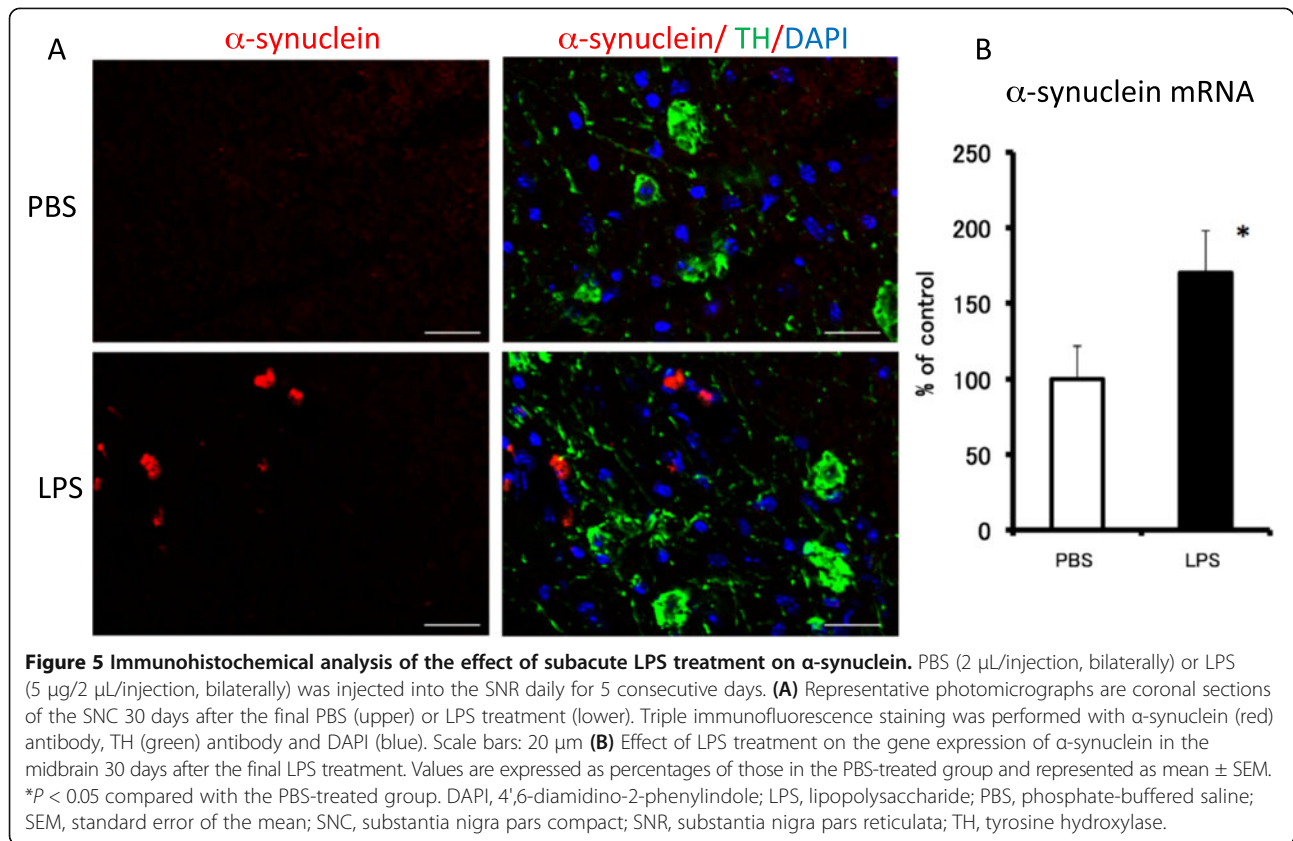 A
α-synuclein
α-synuclein/ TH/DAPI
PBS
LPS
B
α-synuclein mRNA
250
200
150
100
50
0
% of control
*
PBS
LPS
Figure 5 Immunohistochemical analysis of the effect of subacute LPS treatment on α-synuclein. PBS (2 μL/injection, bilaterally) or LPS
(5 μg/2 μL/injection, bilaterally) was injected into the SNR daily for 5 consecutive days. (A) Representative photomicrographs are coronal sections
of the SNC 30 days after the final PBS (upper) or LPS treatment (lower). Triple immunofluorescence staining was performed with α-synuclein (red)
antibody, TH (green) antibody and DAPI (blue). Scale bars: 20 μm (B) Effect of LPS treatment on the gene expression of α-synuclein in the
midbrain 30 days after the final LPS treatment. Values are expressed as percentages of those in the PBS-treated group and represented as mean ± SEM.
*P < 0.05 compared with the PBS-treated group. DAPI, 4',6-diamidino-2-phenylindole; LPS, lipopolysaccharide; PBS, phosphate-buffered saline;
SEM, standard error of the mean; SNC, substantia nigra pars compact; SNR, substantia nigra pars reticulata; TH, tyrosine hydroxylase.